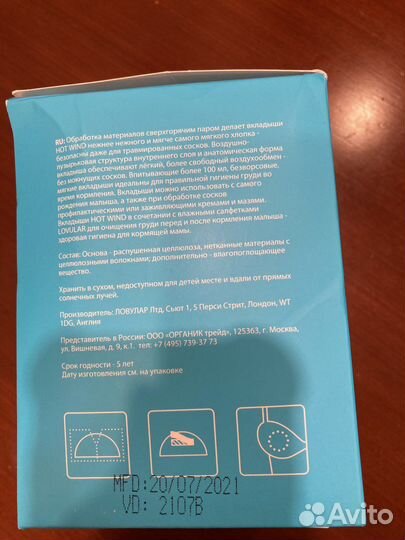 RU: Обработка материалов сверхгорячим паром делает вкладыши
HOT WIND нежнее нежного и мягче самого мягкого хлопка -
безопасны даже для травмированных сосков. Воздушно-
пузырьковая структура внутреннего слоя и анатомическая форма
вкладыша обеспечивают лёгкий, более свободный воздухообмен -
без мокнущих сосков. Впитывающие более 100 мл, безворсовые,
мягкие вкладыши идеальны для правильной гигиены груди во
время кормления. Вкладыши можно использовать с самого
рождения малыша, а также при обработке сосков
профилактическими или заживляющими кремами и мазями.
Вкладыши HOT WIND в сочетании с влажными салфетками
LOVULAR для очищения груди перед и после кормления малыша -
здоровая гигиена для кормящей мамы.
Состав: Основа - распушенная целлюлоза, нетканные материалы с
целлюлозными волокнами; дополнительно - влагопоглощающее
вещество.
Хранить в сухом, недоступном для детей месте и вдали от прямых
солнечных лучей.
Производитель: ЛОВУЛАР Лтд, Сьют 1, 5 Перси Стрит, Лондон, WT
1DG, Англия
Представитель в России: ООО «ОРГАНИК трейд», 125363, г. Москва,
ул. Вишневая, д. 9, к.1. тел: +7 (495) 739-37 73
Срок годности - 5 лет
Дату изготовления см. на упаковке
MFD:20/07/2021
VD: 2107B
Avito